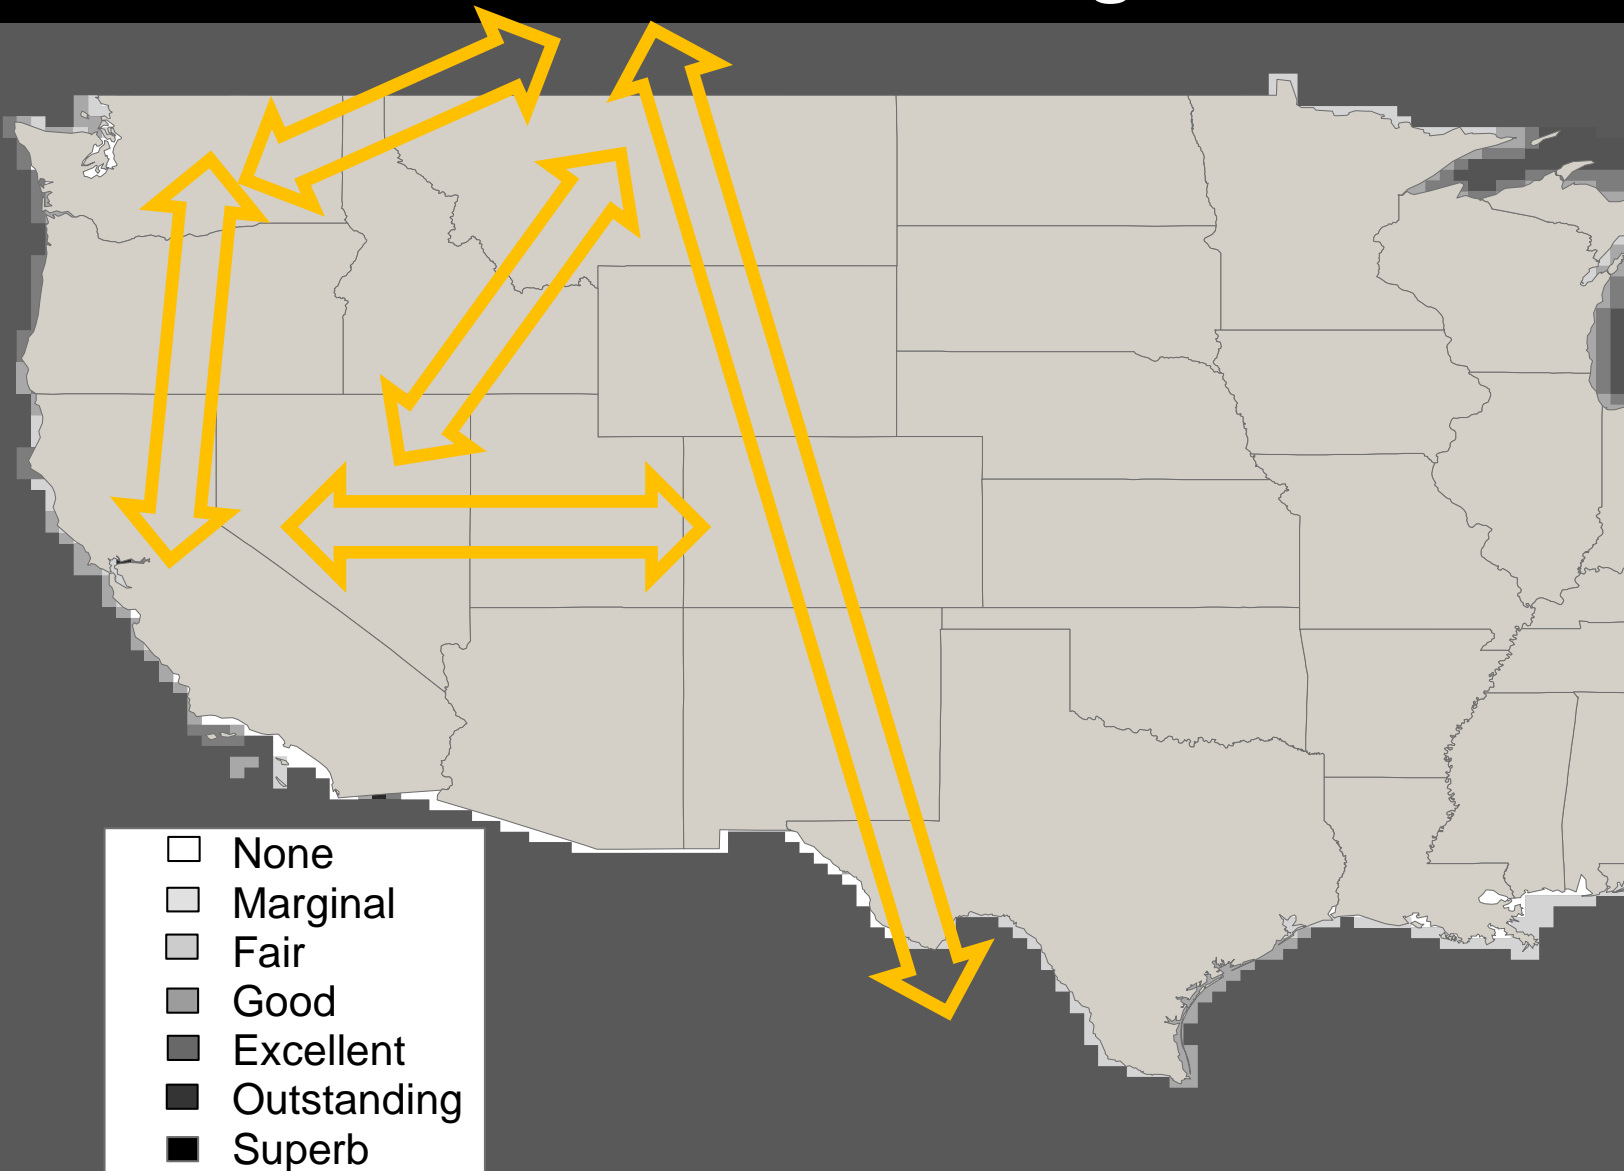 None
Marginal
Fair
Good
Excellent
Outstanding
Superb